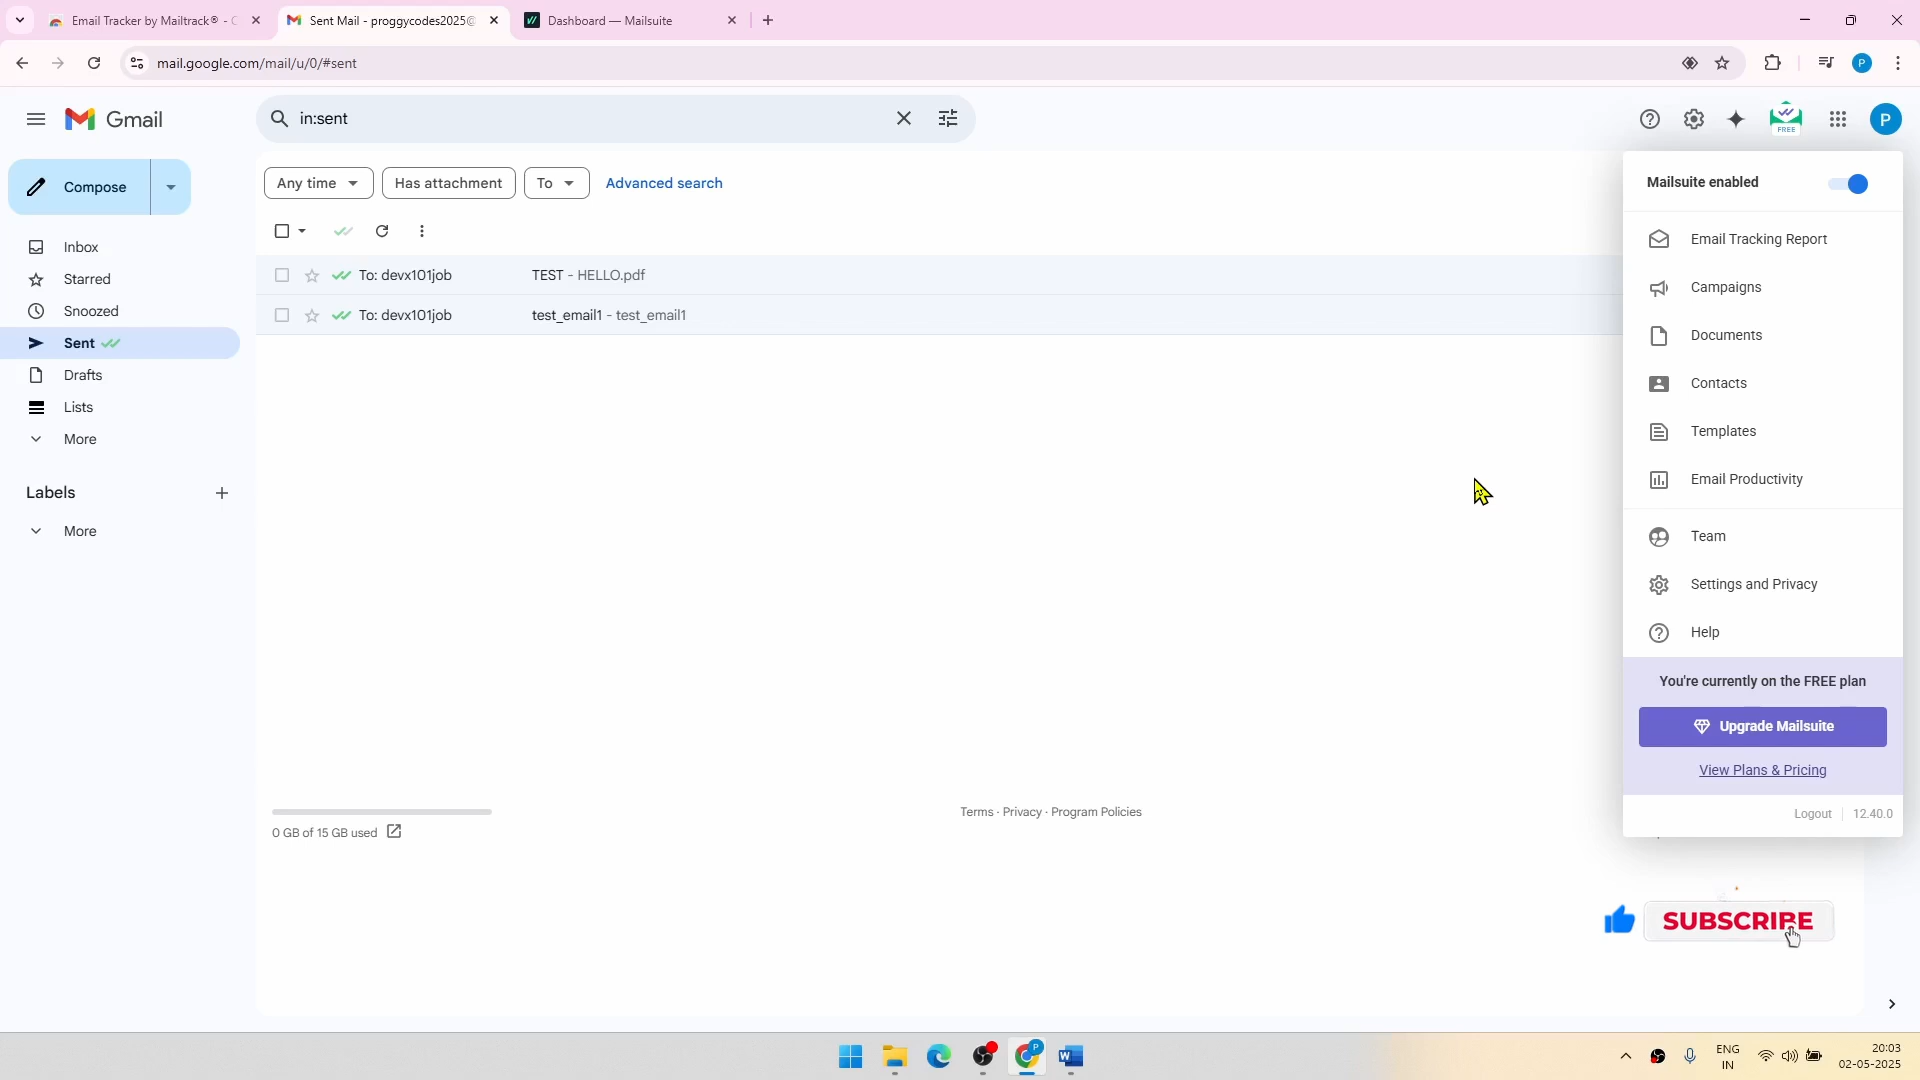 Email Tracker by Mailtrack® - C
Sent Mail - proggycodes2025@
Dashboard — Mailsuite
mail.google.com/mail/u/0/#sent
P
Gmail
in:sent
FREE
P
Compose
Any time
Has attachment
To
Advanced search
Mailsuite enabled
Inbox
Starred
Snoozed
Sent
Drafts
Lists
More
Labels
More
To: devx101job
TEST - HELLO.pdf
To: devx101job
test_email1 - test_email1
Email Tracking Report
Campaigns
Documents
Contacts
Templates
Email Productivity
Team
Settings and Privacy
Help
You're currently on the FREE plan
Upgrade Mailsuite
View Plans & Pricing
Logout
12.40.0
Terms · Privacy · Program Policies
0 GB of 15 GB used
SUBSCRIBE
P
W
ENG
IN
20:03
02-05-2025